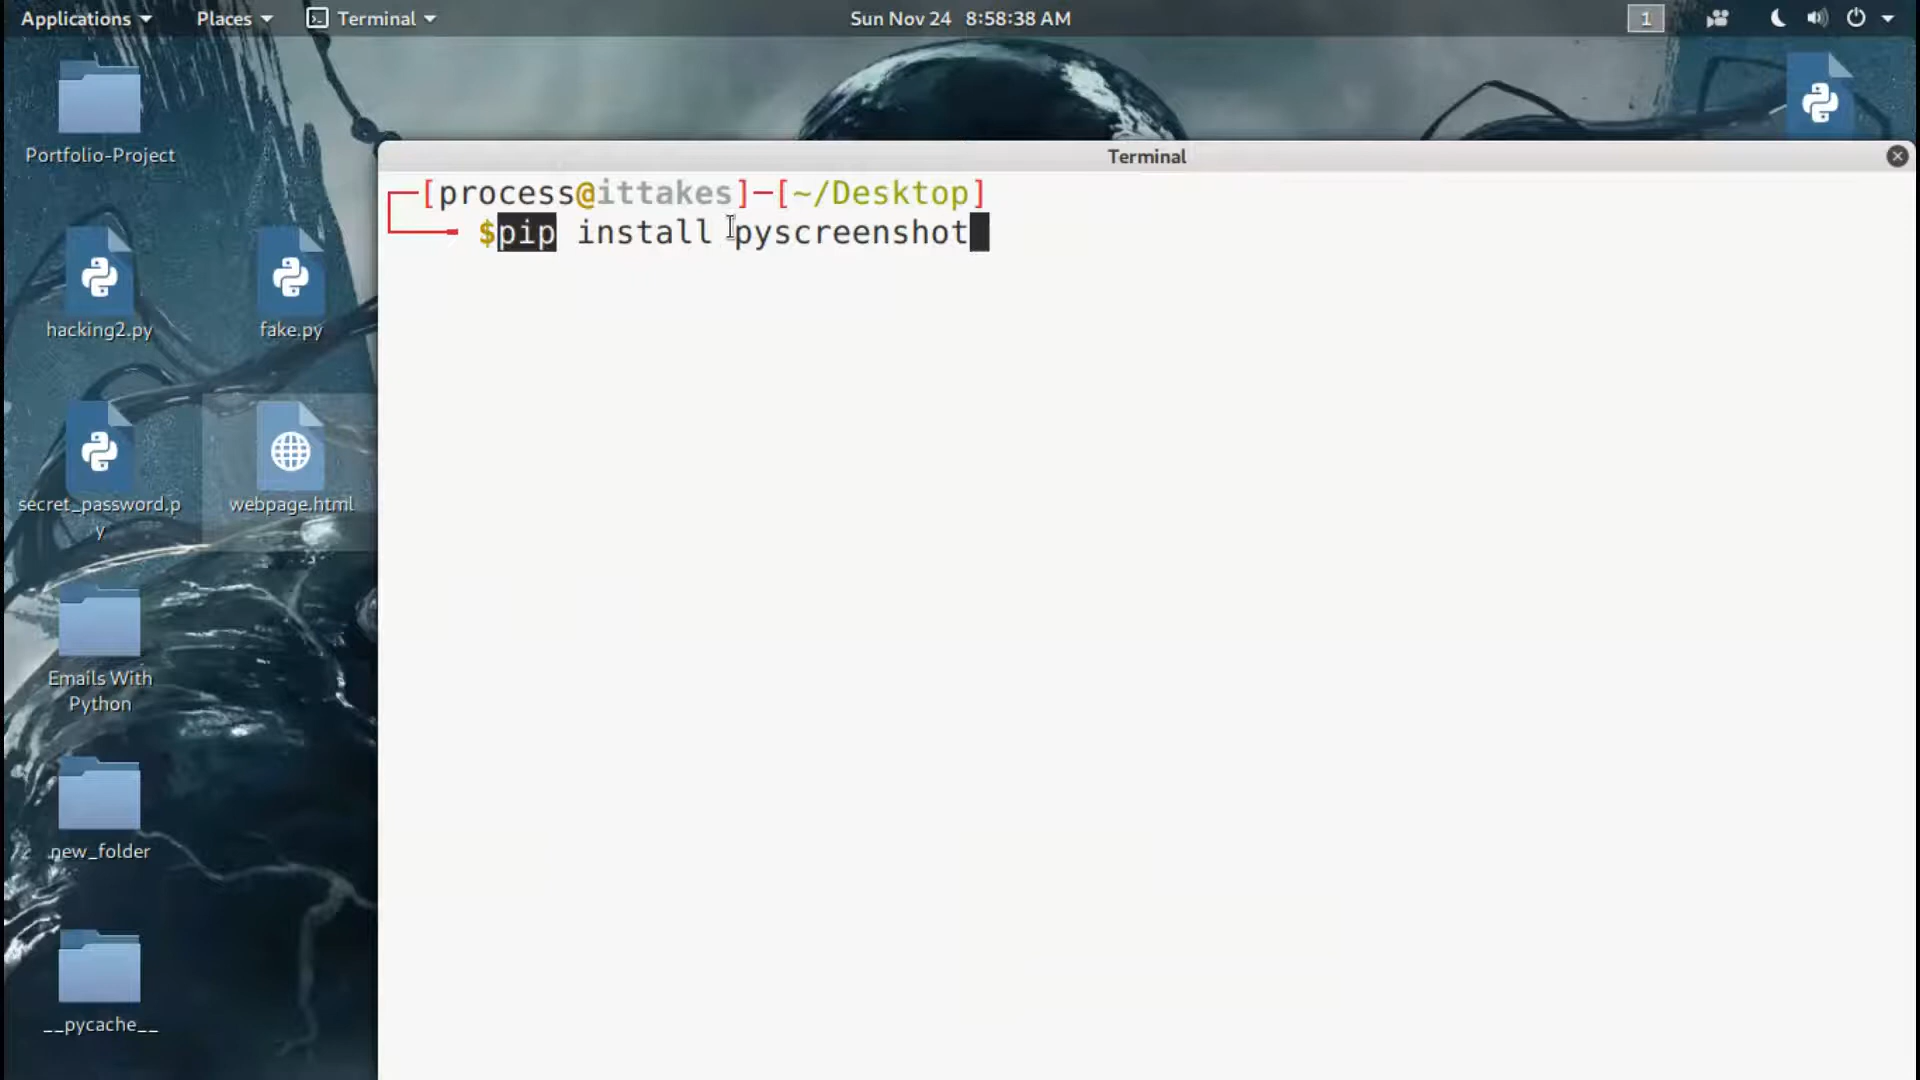 Applications Places Terminal Sun Nov 24 8:58:38 AM 1
Portfolio-Project
hacking2.py
fake.py
secret_password.p
y
webpage.html
Emails With
Python
new_folder
__pycache__
Terminal
[process@ittakes]─[~/Desktop]
$pip install pyscreenshot